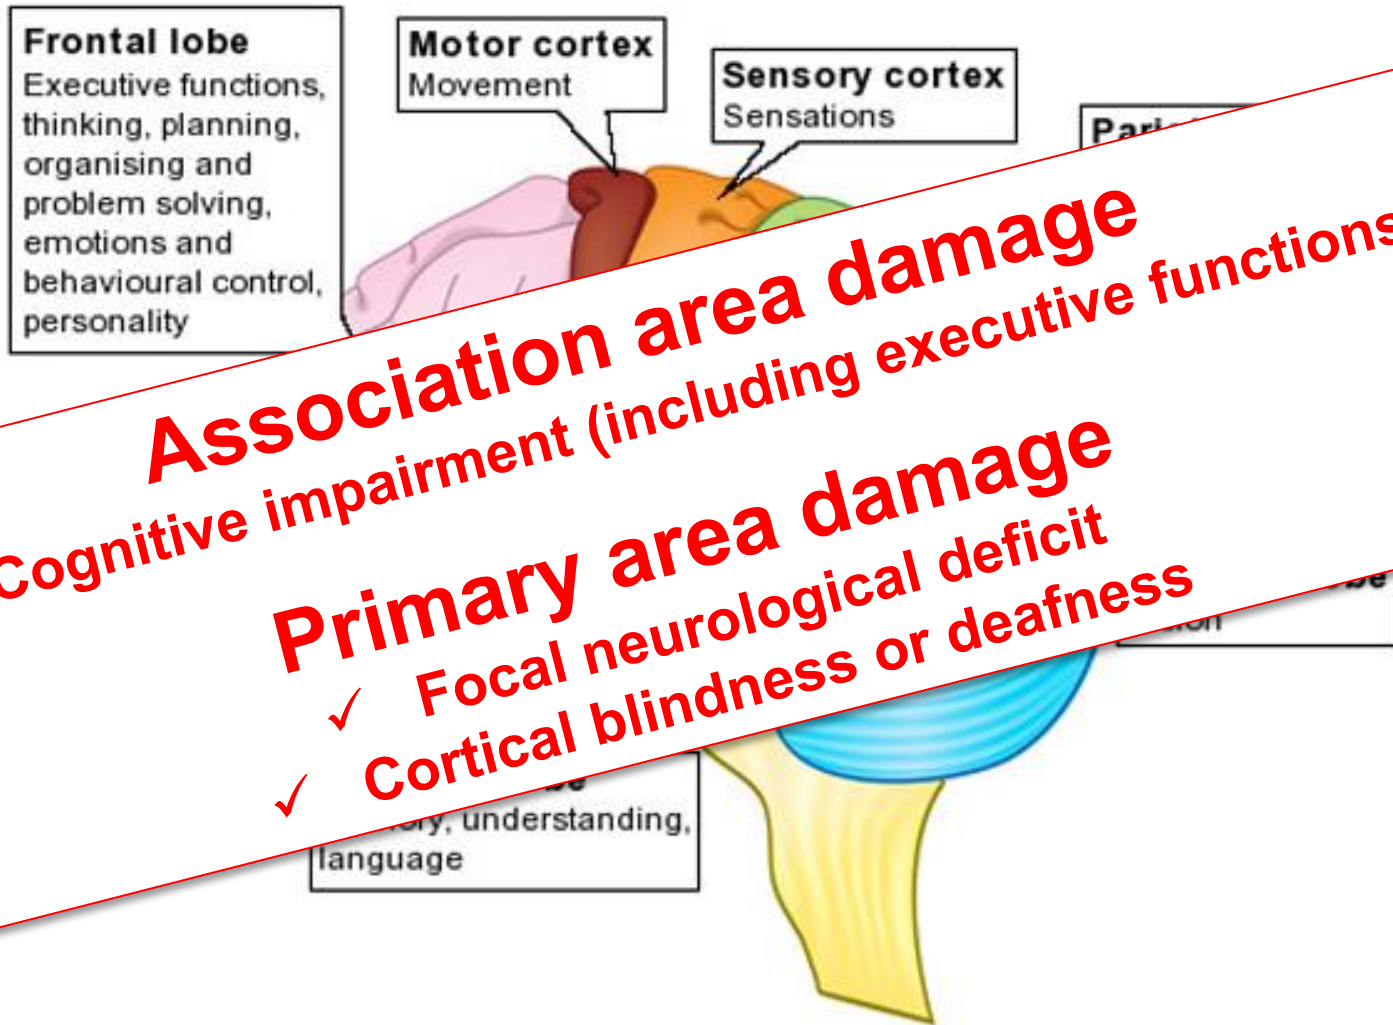 Frontal lobe
Executive functions,
thinking, planning,
organising and
problem solving,
emotions and
behavioural control,
personality
Motor cortex
Movement
Sensory cortex
Sensations
Association area damage
Cognitive impairment (including executive functions
Primary area damage
✓ Focal neurological deficit
✓ Cortical blindness or deafness
understanding,
language